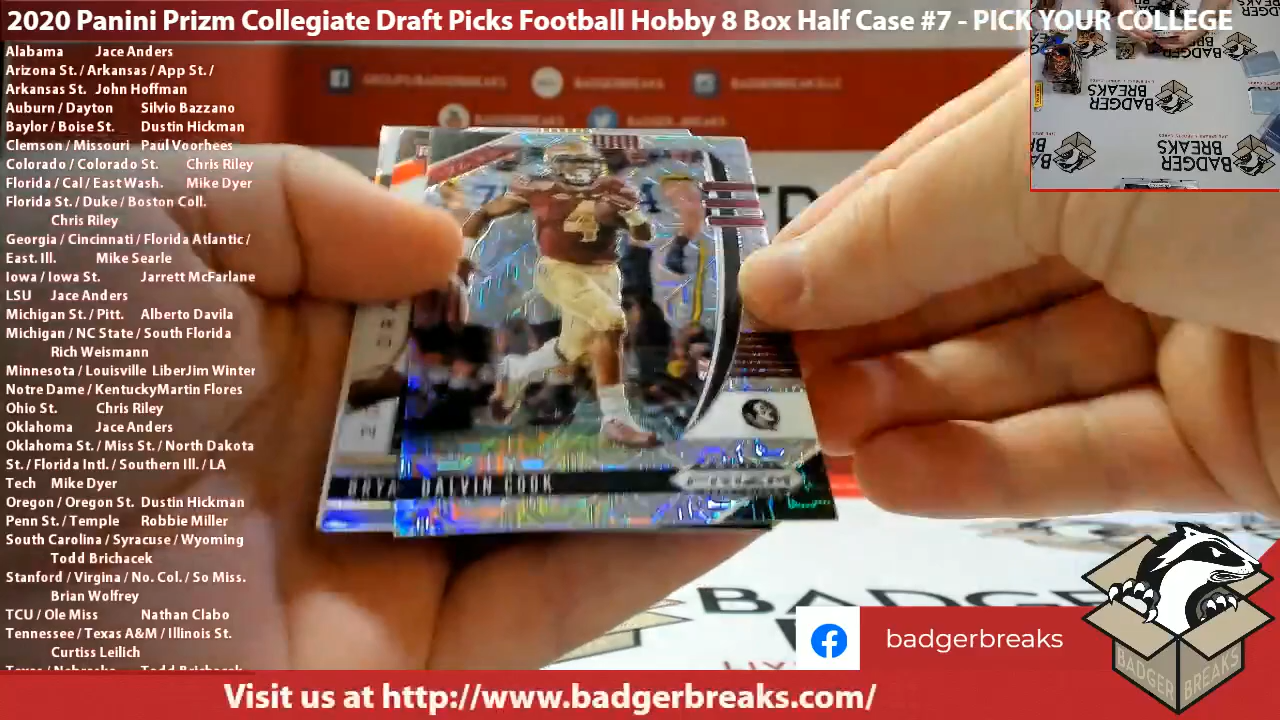 2020 Panini Prizm Collegiate Draft Picks Football Hobby 8 Box Half Case #7 - PICK YOUR COLLEGE
Alabama Jace Anders
Arizona St. / Arkansas / App St. /
Arkansas St. John Hoffman
Auburn / Dayton Silvio Bazzano
Baylor / Boise St. Dustin Hickman
Clemson / Missouri Paul Voorhees
Colorado / Colorado St. Chris Riley
Florida / Cal / East Wash. Mike Dyer
Florida St. / Duke / Boston Coll.
Chris Riley
Georgia / Cincinnati / Florida Atlantic /
East. Ill. Mike Searle
Iowa / Iowa St. Jarrett McFarlane
LSU Jace Anders
Michigan St. / Pitt. Alberto Davila
Michigan / NC State / South Florida
Rich Weismann
Minnesota / Louisville LiberJim Winter
Notre Dame / KentuckyMartin Flores
Ohio St. Chris Riley
Oklahoma Jace Anders
Oklahoma St. / Miss St. / North Dakota
St. / Florida Intl. / Southern Ill. / LA
Tech Mike Dyer
Oregon / Oregon St. Dustin Hickman
Penn St. / Temple Robbie Miller
South Carolina / Syracuse / Wyoming
Todd Brichacek
Stanford / Virgina / No. Col. / So Miss.
Brian Wolfrey
TCU / Ole Miss Nathan Clabo
Tennessee / Texas A&M / Illinois St.
Curtiss Leilich
Texas / Nebraska Todd Brichacek
BADGER
BREAKS
4
BRYA DALVIN COOK
PRIZM
badgerbreaks
BADGER BREAKS
Visit us at http://www.badgerbreaks.com/